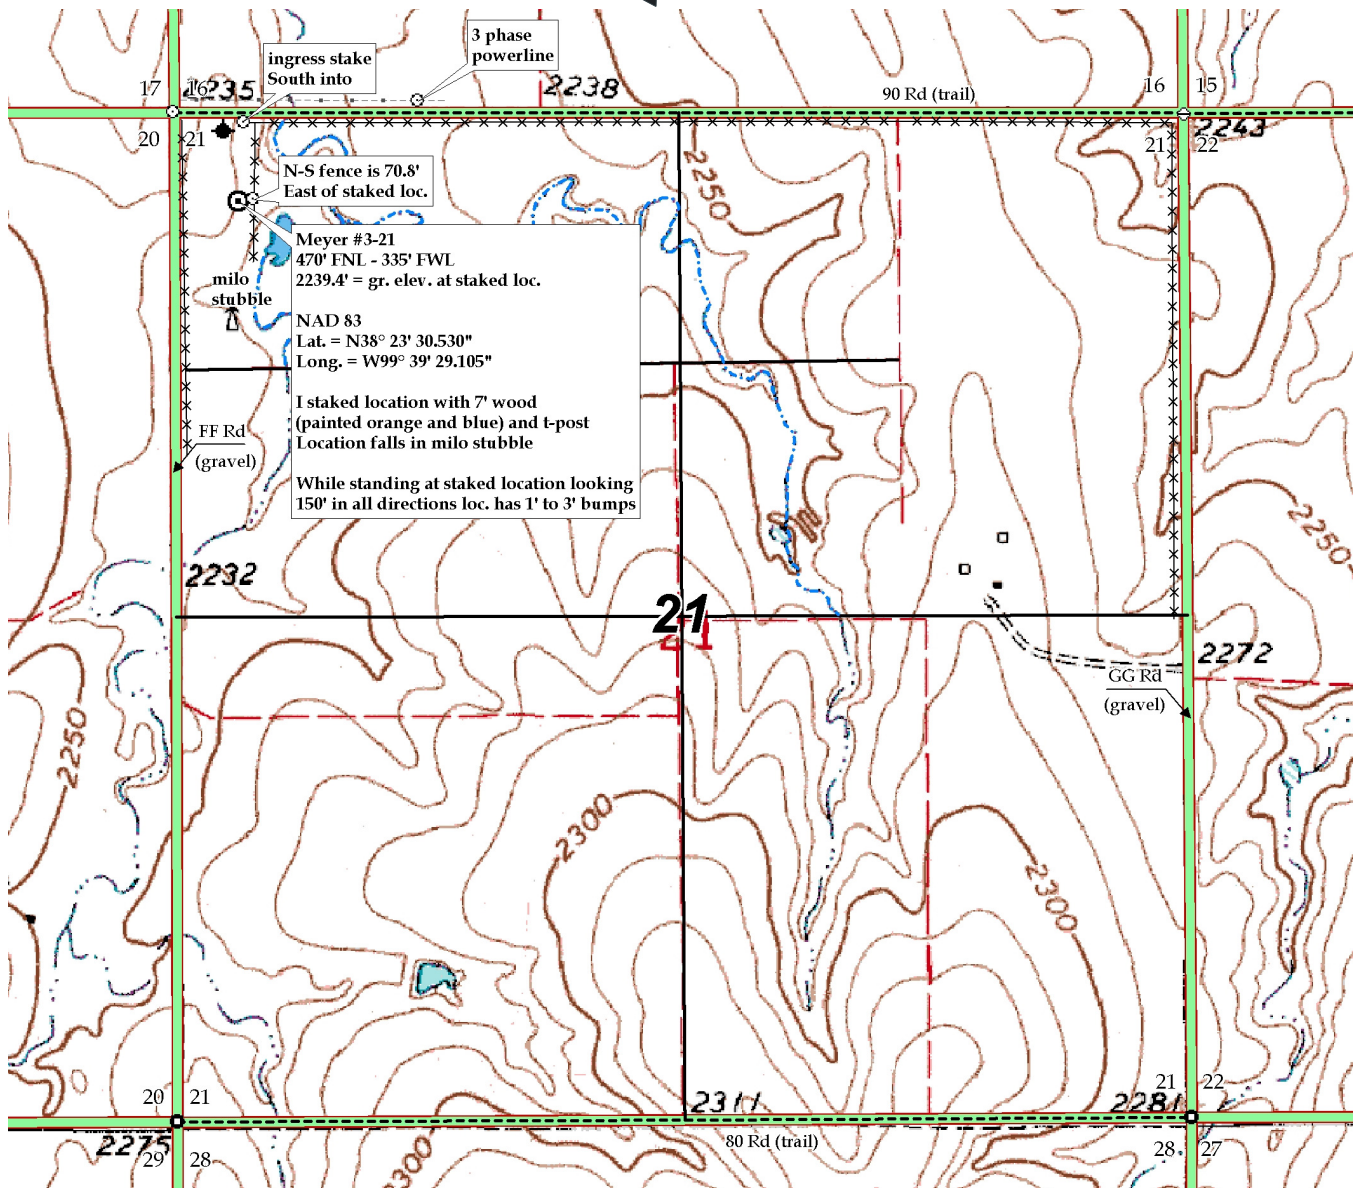 3 phase
powerline
ingress stake
South into
17
16
2235
2238
90 Rd (trail)
16
15
20
21
2243
21
22
N-S fence is 70.8'
East of staked loc.
2250
Meyer #3-21
470' FNL - 335' FWL
2239.4' = gr. elev. at staked loc.
NAD 83
Lat. = N38° 23' 30.530"
Long. = W99° 39' 29.105"
I staked location with 7' wood
(painted orange and blue) and t-post
Location falls in milo stubble
While standing at staked location looking
150' in all directions loc. has 1' to 3' bumps
milo
stubble
FF Rd
(gravel)
2250
2232
21
21
2272
GG Rd
(gravel)
2250
2300
2300
20
21
2311
21
22
2281
2275
80 Rd (trail)
29
28
2250
28
27